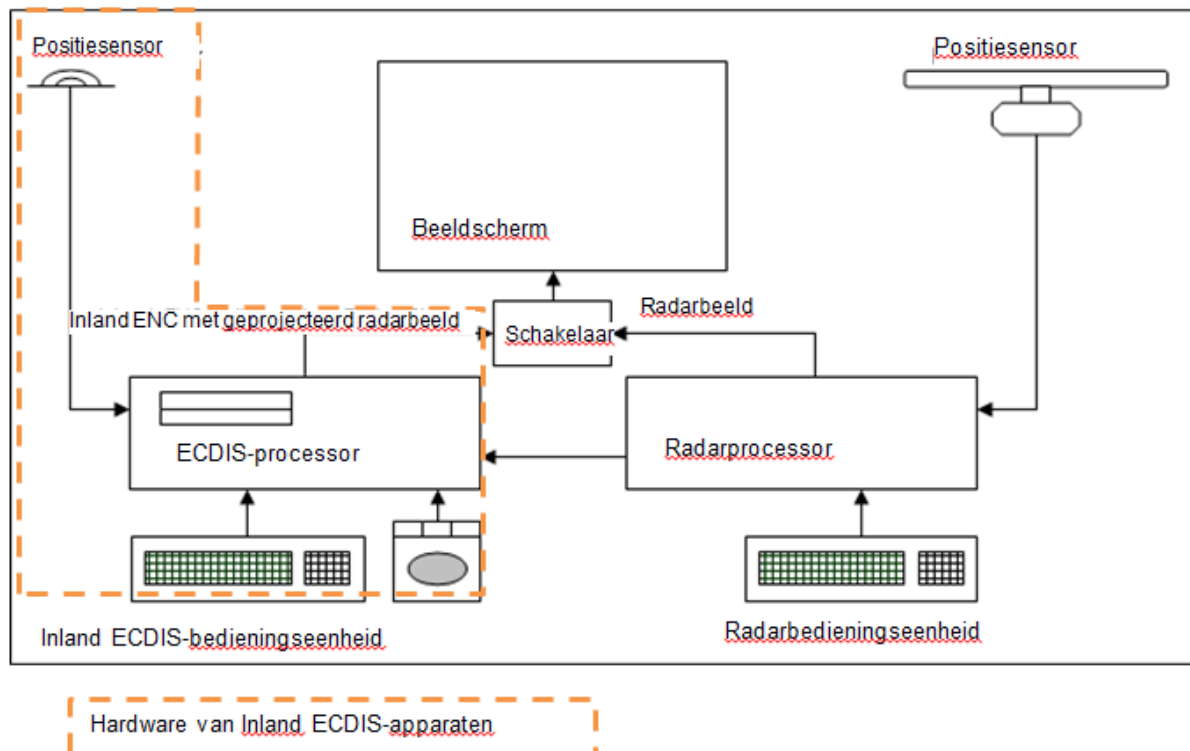 Positiesensor
Positiesensor
Beeldscherm
Inland ENC met geprojecteerd radarbeeld
Schakelaar
Radarbeeld
ECDIS-processor
Radarprocessor
Inland ECDIS-bedieningseenheid
Radarbedieningseenheid
Hardware van Inland ECDIS-apparaten